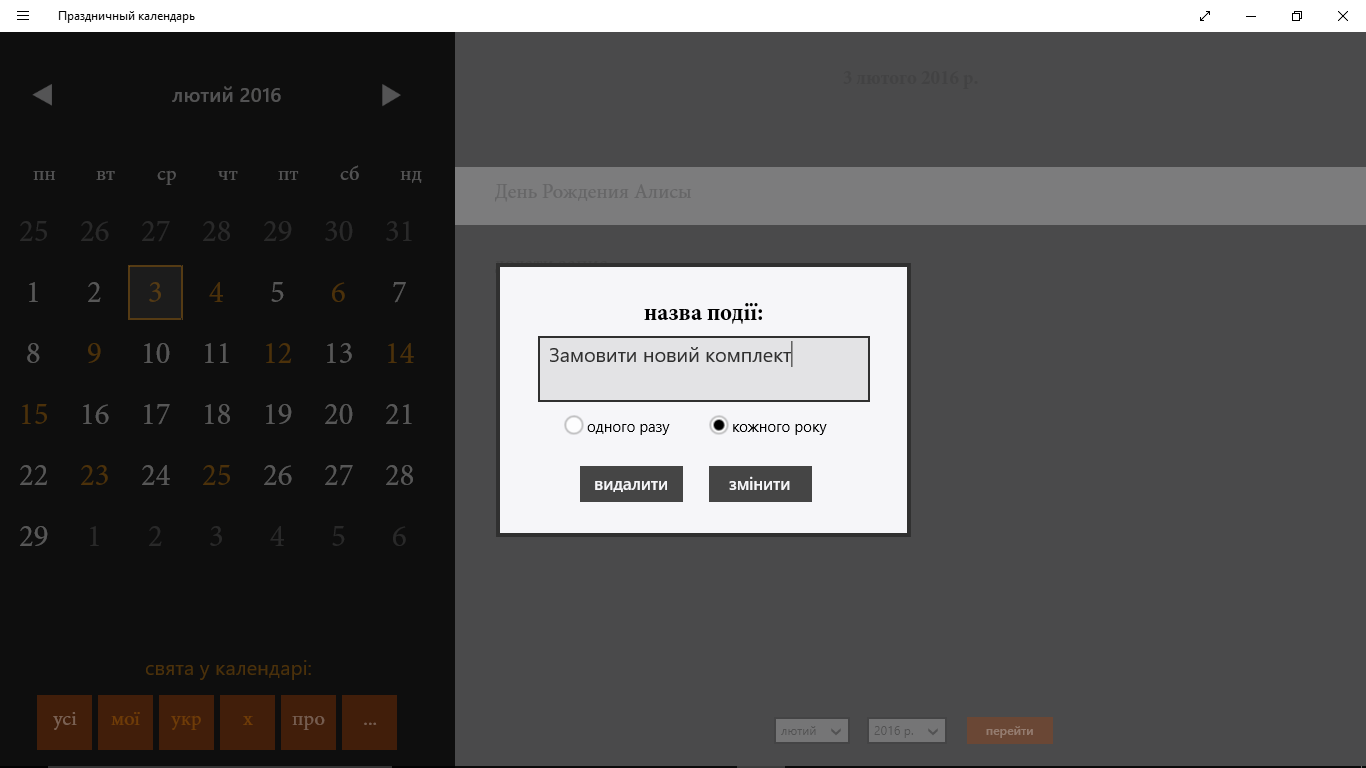 Праздничный календарь
лютий 2016
пн вт ср чт пт сб нд
25 26 27 28 29 30 31
1 2 3 4 5 6 7
8 9 10 11 12 13 14
15 16 17 18 19 20 21
22 23 24 25 26 27 28
29 1 2 3 4 5 6
свята у календарі:
усі мої укр х про ...
3 лютого 2016 р.
День Рождения Алисы
назва події:
Замовити новий комплект
одного разу кожного року
видалити змінити
лютий 2016 р. перейти